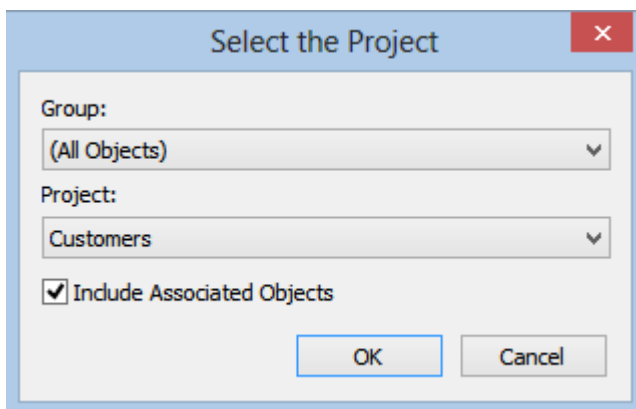 Select the Project
Group:
(All Objects)
Project:
Customers
Include Associated Objects
OK Cancel